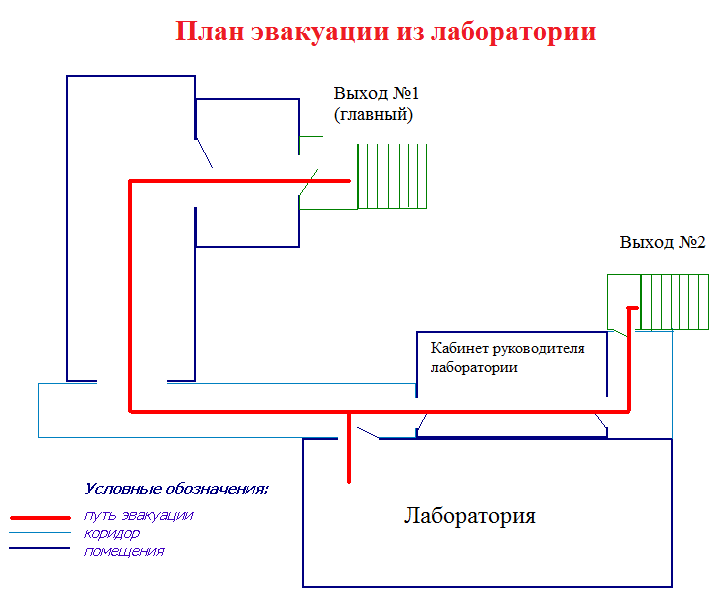 План эвакуации из лаборатории
Выход №1
(главный)
Выход №2
Кабинет руководителя
лаборатории
Лаборатория
Условные обозначения:
путь эвакуации
коридор
помещения